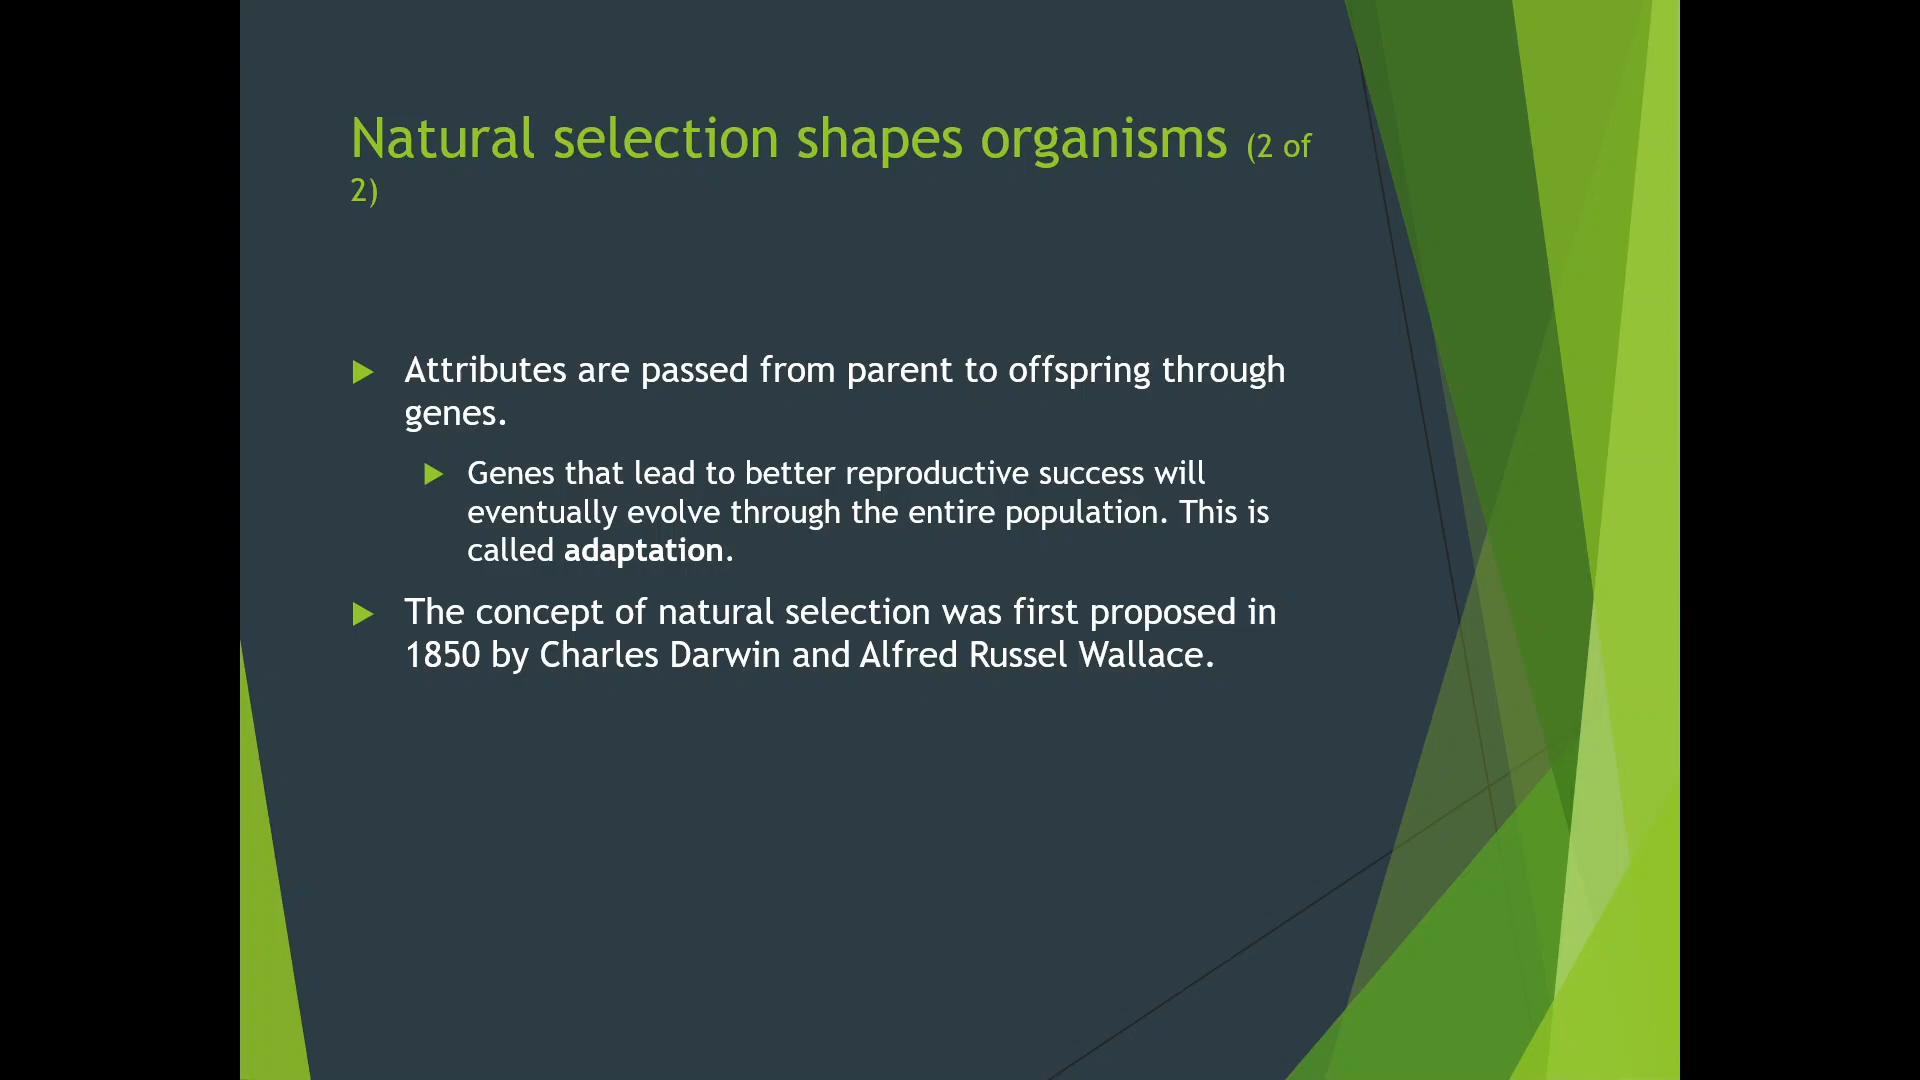 Natural selection shapes organisms (2 of
2)
Attributes are passed from parent to offspring through
genes.
Genes that lead to better reproductive success will
eventually evolve through the entire population. This is
called adaptation.
The concept of natural selection was first proposed in
1850 by Charles Darwin and Alfred Russel Wallace.